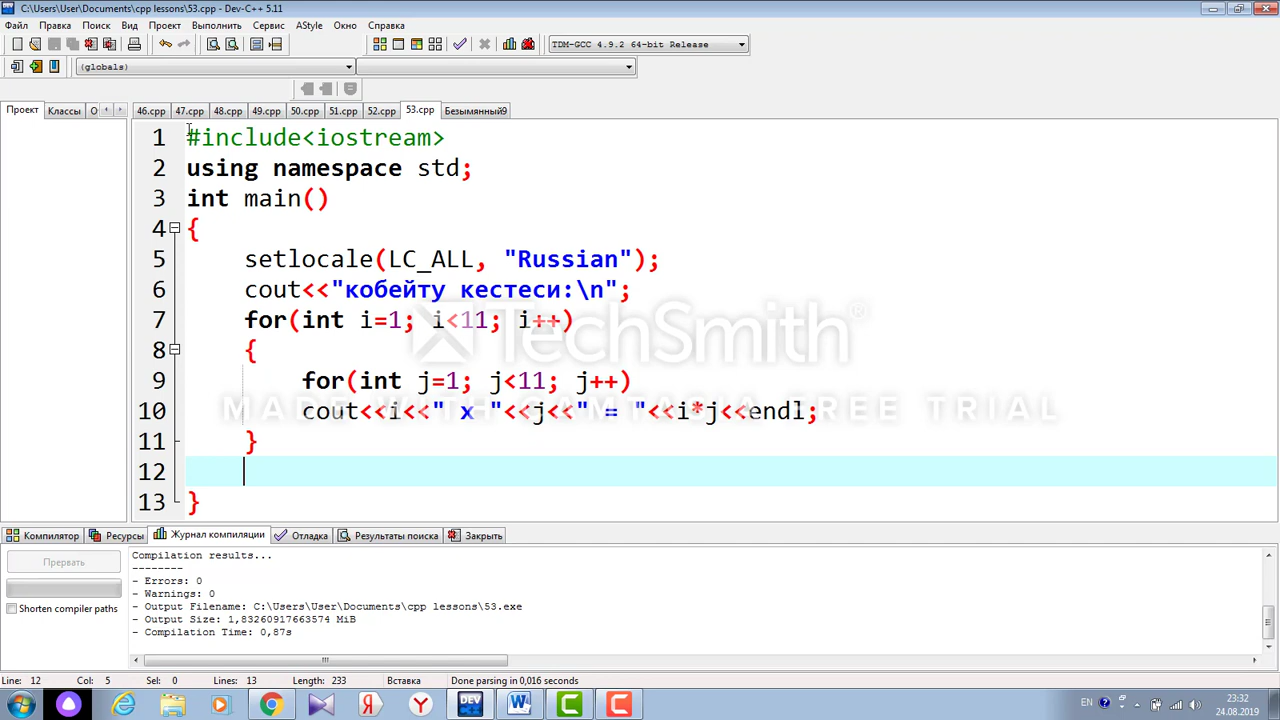 C:\Users\User\Documents\cpp lessons\53.cpp - Dev-C++ 5.11
Файл Правка Поиск Вид Проект Выполнить Сервис AStyle Окно Справка
TDM-GCC 4.9.2 64-bit Release
(globals)
Проект Классы О
46.cpp 47.cpp 48.cpp 49.cpp 50.cpp 51.cpp 52.cpp 53.cpp Безымянный9
1 #include<iostream>
2 using namespace std;
3 int main()
4 {
5 setlocale(LC_ALL, "Russian");
6 cout<<"кобейту кестеси:\n";
7 for(int i=1; i<11; i++)
8 {
9 for(int j=1; j<11; j++)
10 cout<<i<<" x "<<j<<" = "<<i*j<<endl;
11 }
12
13 }
TechSmith®
MADE WITH CAMTASIA FREE TRIAL
Компилятор Ресурсы Журнал компиляции Отладка Результаты поиска Закрыть
Прервать
Shorten compiler paths
Compilation results...
--------
- Errors: 0
- Warnings: 0
- Output Filename: C:\Users\User\Documents\cpp lessons\53.exe
- Output Size: 1,83260917663574 MiB
- Compilation Time: 0,87s
Line: 12 Col: 5 Sel: 0 Lines: 13 Length: 233 Вставка Done parsing in 0,016 seconds
EN 23:32
24.08.2019